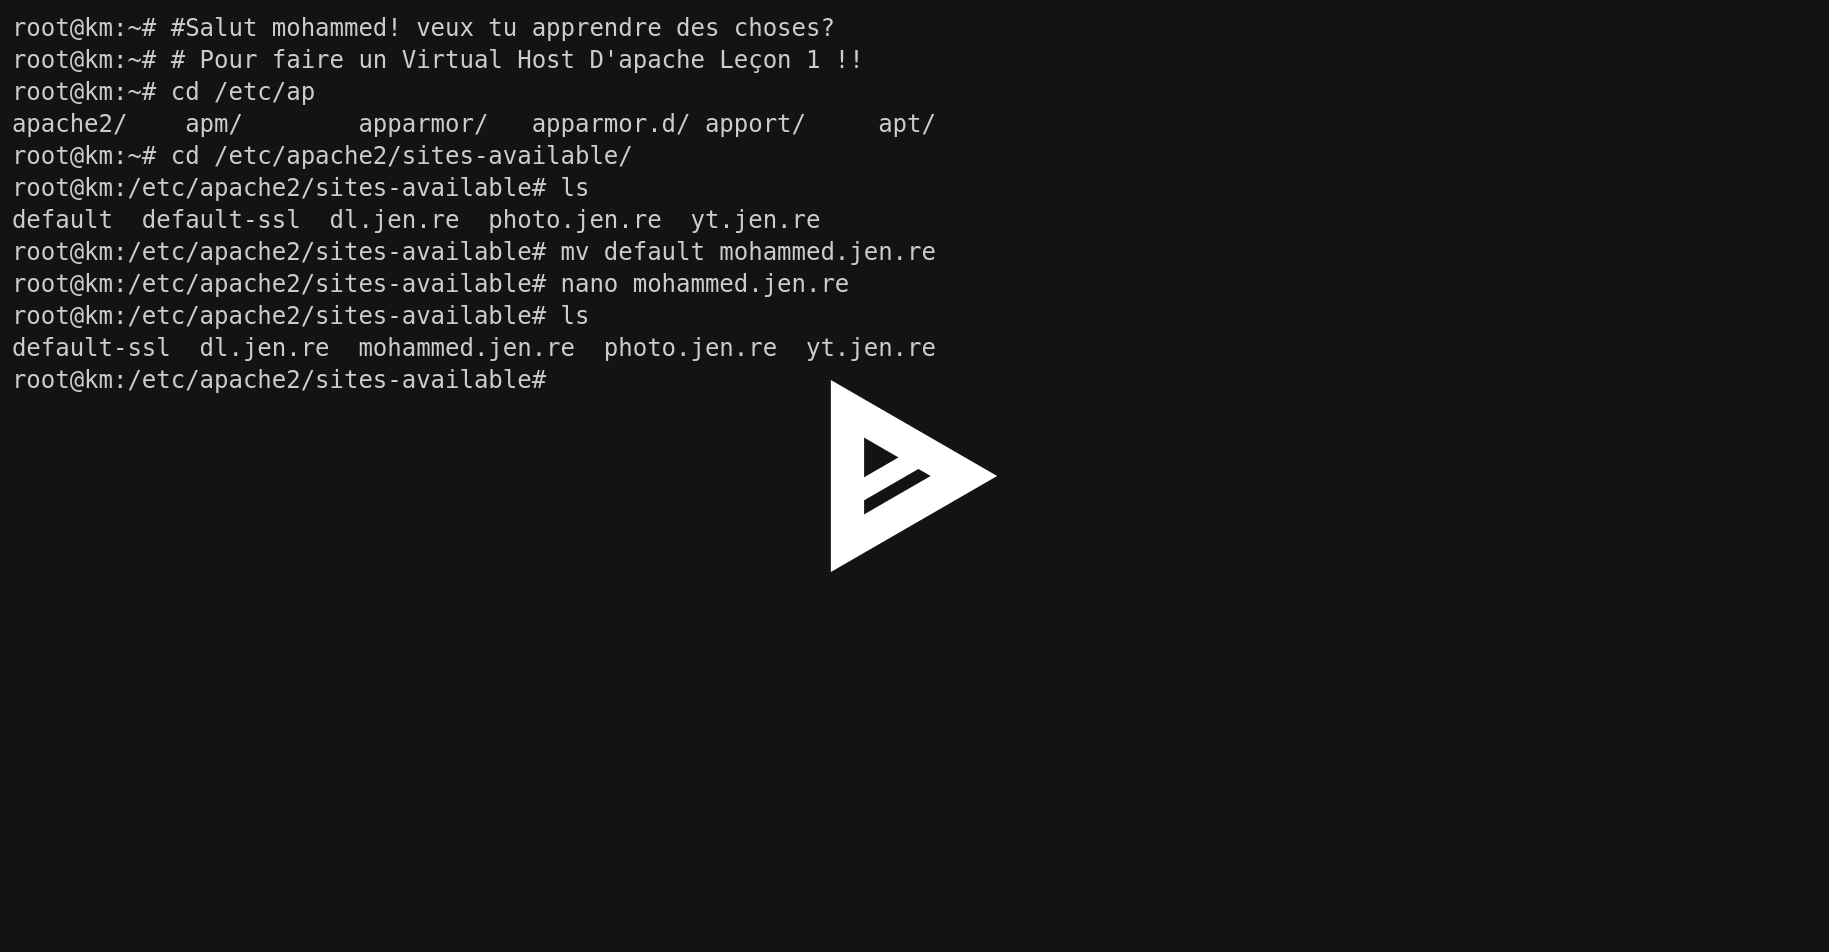 root@km:~# #Salut mohammed! veux tu apprendre des choses?
root@km:~# # Pour faire un Virtual Host D'apache Leçon 1 !!
root@km:~# cd /etc/ap
apache2/    apm/        apparmor/   apparmor.d/ apport/     apt/
root@km:~# cd /etc/apache2/sites-available/
root@km:/etc/apache2/sites-available# ls
default  default-ssl  dl.jen.re  photo.jen.re  yt.jen.re
root@km:/etc/apache2/sites-available# mv default mohammed.jen.re
root@km:/etc/apache2/sites-available# nano mohammed.jen.re
root@km:/etc/apache2/sites-available# ls
default-ssl  dl.jen.re  mohammed.jen.re  photo.jen.re  yt.jen.re
root@km:/etc/apache2/sites-available#